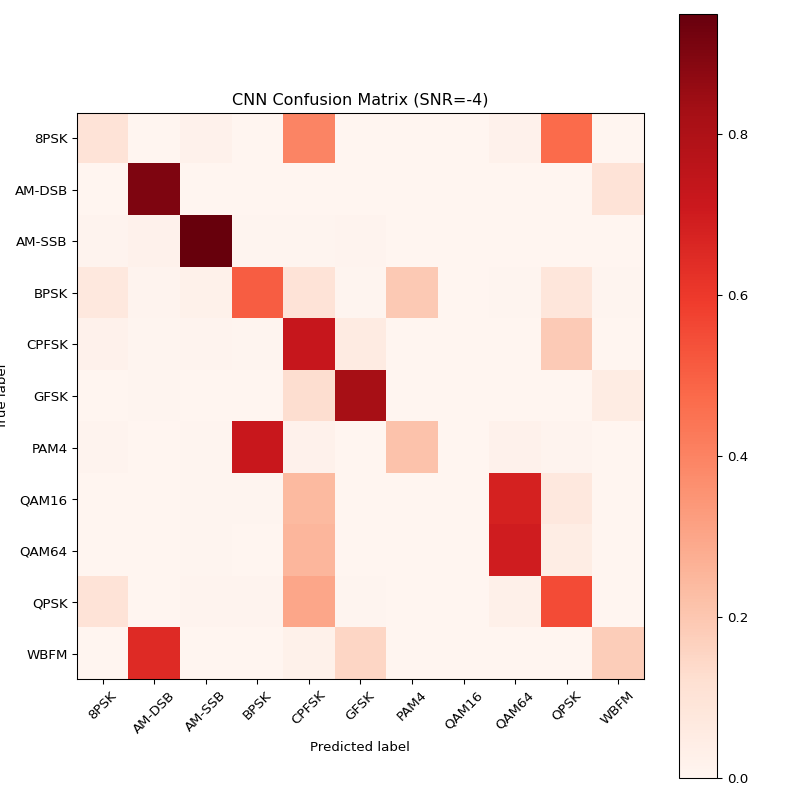 CNN Confusion Matrix (SNR=-4)
8PSK
AM-DSB
AM-SSB
BPSK
CPFSK
GFSK
PAM4
QAM16
QAM64
QPSK
WBFM
8PSK
AM-DSB
AM-SSB
BPSK
CPFSK
GFSK
PAM4
QAM16
QAM64
QPSK
WBFM
Predicted label
0.8
0.6
0.4
0.2
0.0